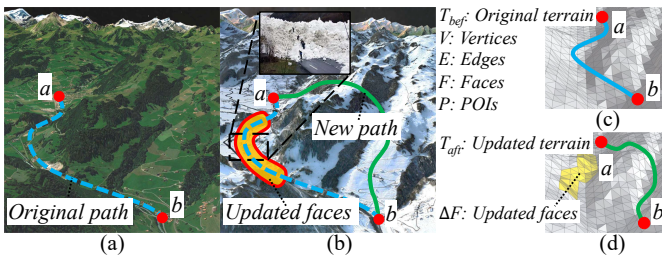 a
b
Original path
(a)
a
b
New path
Updated faces
(b)
T_bef: Original terrain
V: Vertices
E: Edges
F: Faces
P: POIs
a
b
(c)
T_aft: Updated terrain
ΔF: Updated faces
a
b
(d)